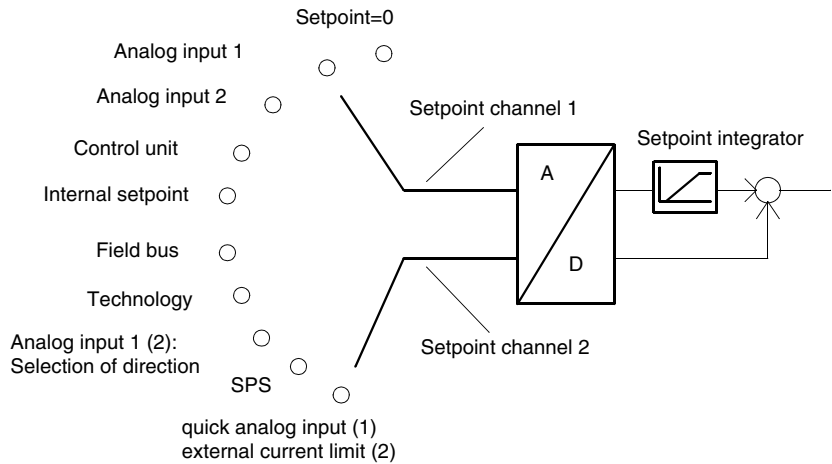 Setpoint=0
Analog input 1
Analog input 2
Setpoint channel 1
Control unit
Setpoint integrator
A
Internal setpoint
Field bus
D
Technology
Analog input 1 (2):
Selection of direction
Setpoint channel 2
SPS
quick analog input (1)
external current limit (2)